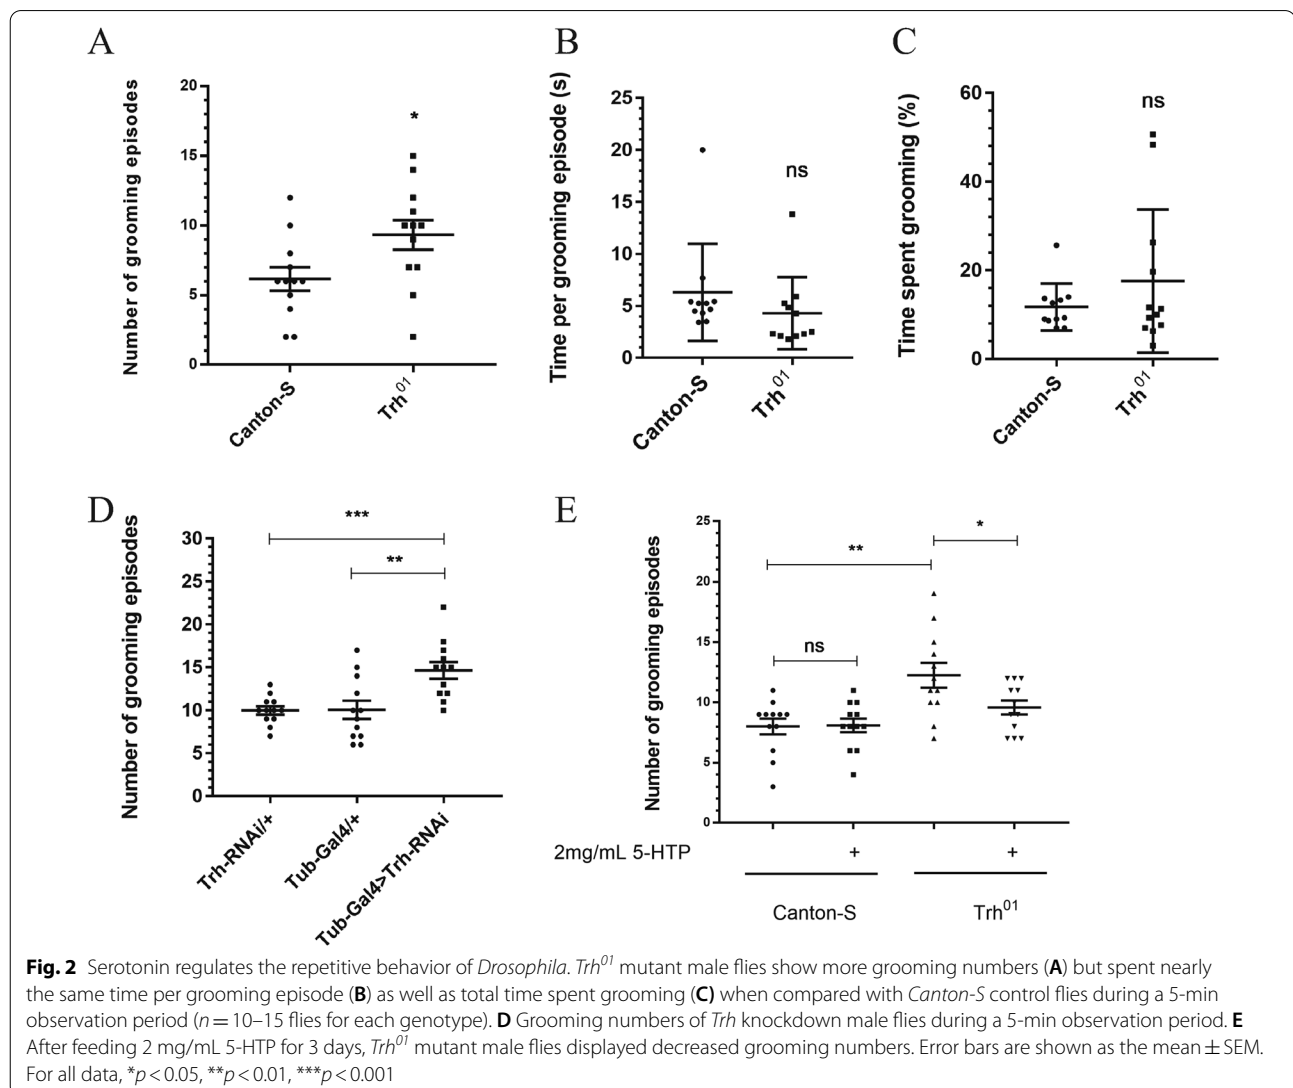 A
Number of grooming episodes
20
15
10
5
0
*
Canton-S
Trh01
B
Time per grooming episode (s)
25
20
15
10
5
0
ns
Canton-S
Trh01
C
Time spent grooming (%)
60
40
20
0
ns
Canton-S
Trh01
D
Number of grooming episodes
30
25
20
15
10
5
0
***
**
Trh-RNAi/+
Tub-Gal4/+
Tub-Gal4>Trh-RNAi
E
Number of grooming episodes
25
20
15
10
5
0
ns
**
*
2mg/mL 5-HTP + +
Canton-S Trh01
Fig. 2 Serotonin regulates the repetitive behavior of Drosophila. Trh01 mutant male flies show more grooming numbers (A) but spent nearly
the same time per grooming episode (B) as well as total time spent grooming (C) when compared with Canton-S control flies during a 5-min
observation period (n = 10–15 flies for each genotype). D Grooming numbers of Trh knockdown male flies during a 5-min observation period. E
After feeding 2 mg/mL 5-HTP for 3 days, Trh01 mutant male flies displayed decreased grooming numbers. Error bars are shown as the mean ± SEM.
For all data, *p < 0.05, **p < 0.01, ***p < 0.001